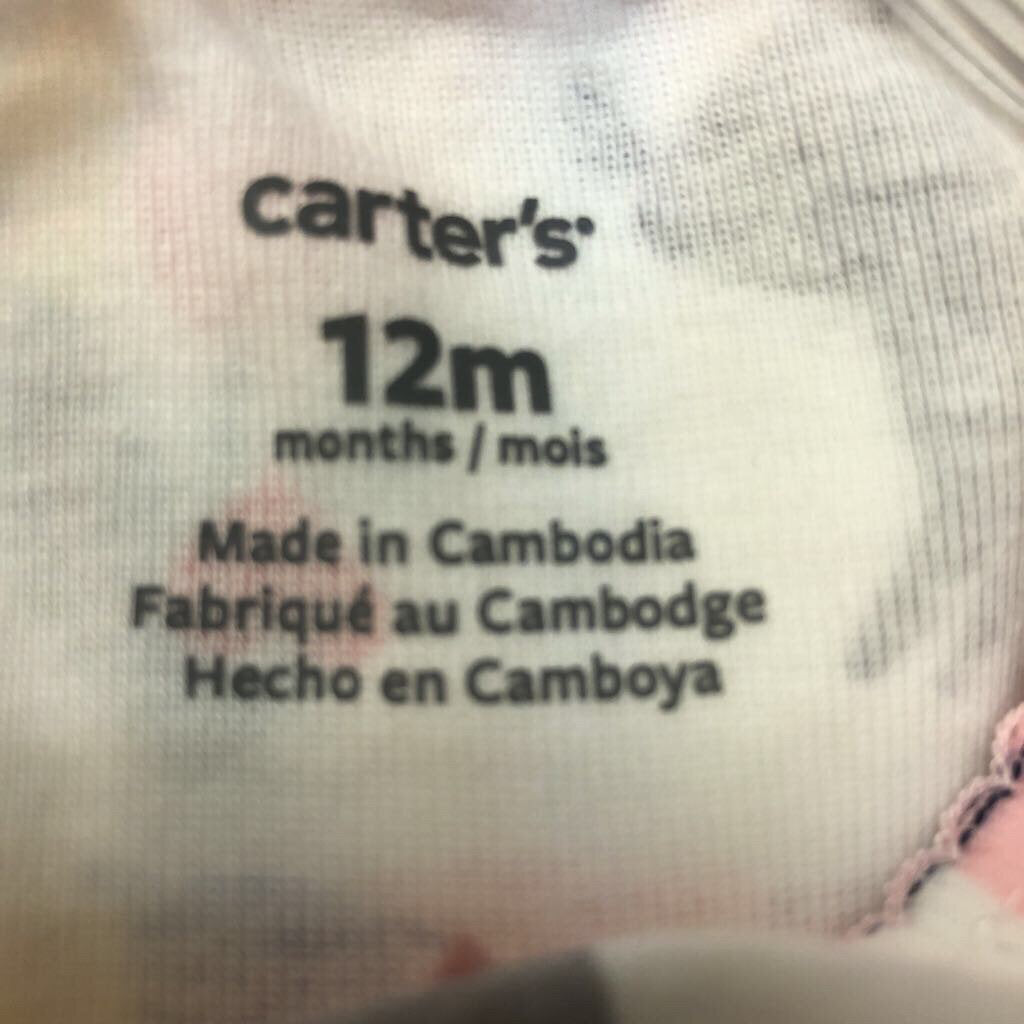 carter's
12m
months / mois
Made in Cambodia
Fabriqué au Cambodge
Hecho en Camboya